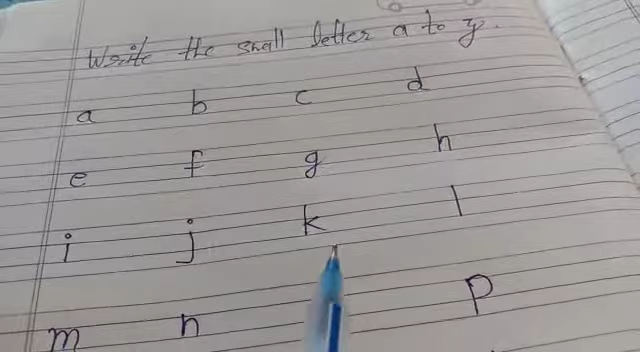 Write the small letter a to z.
a b c d
e f g h
i j k l
m n p